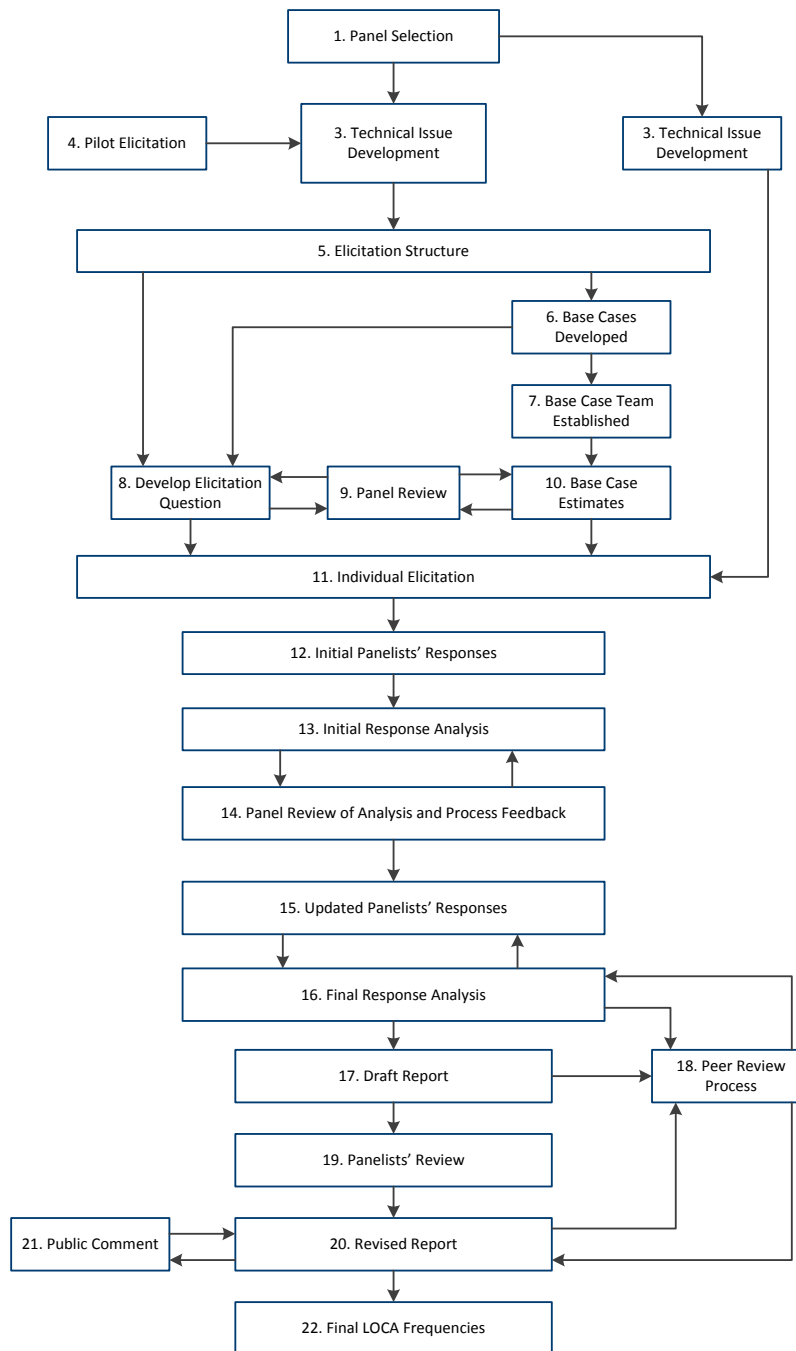 1. Panel Selection
4. Pilot Elicitation
3. Technical Issue
Development
3. Technical Issue
Development
5. Elicitation Structure
6. Base Cases
Developed
7. Base Case Team
Established
8. Develop Elicitation
Question
9. Panel Review
10. Base Case
Estimates
11. Individual Elicitation
12. Initial Panelists’ Responses
13. Initial Response Analysis
14. Panel Review of Analysis and Process Feedback
15. Updated Panelists’ Responses
16. Final Response Analysis
17. Draft Report
18. Peer Review
Process
19. Panelists’ Review
21. Public Comment
20. Revised Report
22. Final LOCA Frequencies